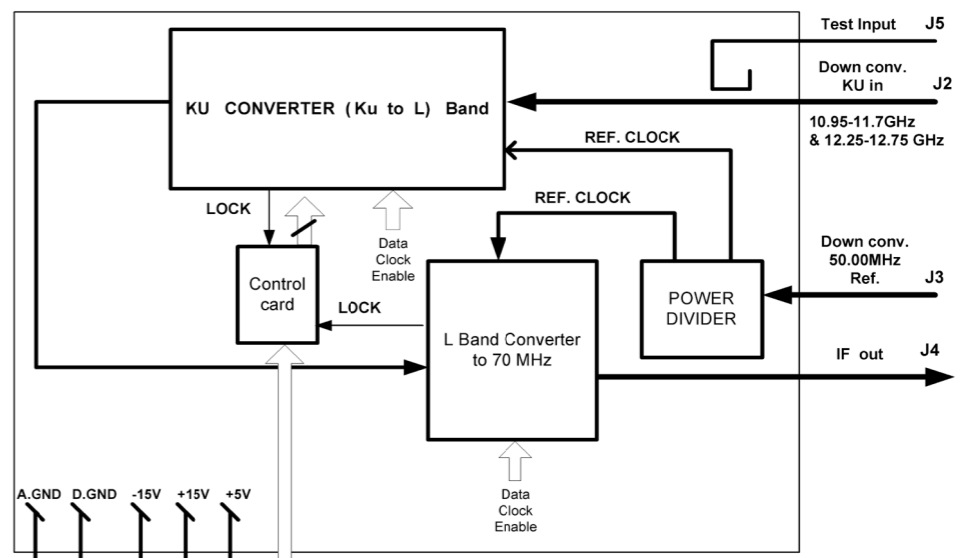 Test Input J5
KU CONVERTER (Ku to L) Band
Down conv.
KU in
J2
10.95-11.7GHz
& 12.25-12.75 GHz
REF. CLOCK
REF. CLOCK
LOCK
Data
Clock
Enable
Control
card
LOCK
L Band Converter
to 70 MHz
POWER
DIVIDER
Down conv.
50.00MHz
Ref.
J3
IF out J4
A.GND D.GND -15V +15V +5V
Data
Clock
Enable